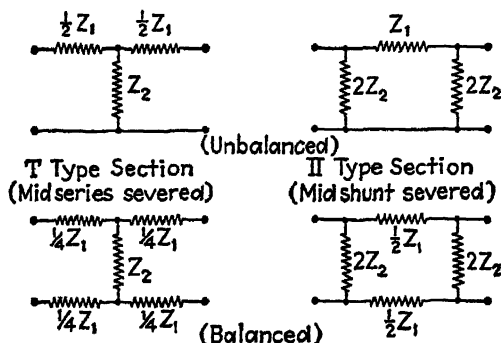 ½Z₁ ½Z₁
Z₂
Z₁
2Z₂ 2Z₂
(Unbalanced)
T Type Section
(Midseries severed)
II Type Section
(Midshunt severed)
¼Z₁ ¼Z₁
Z₂
¼Z₁ ¼Z₁
½Z₁
2Z₂ 2Z₂
½Z₁
(Balanced)